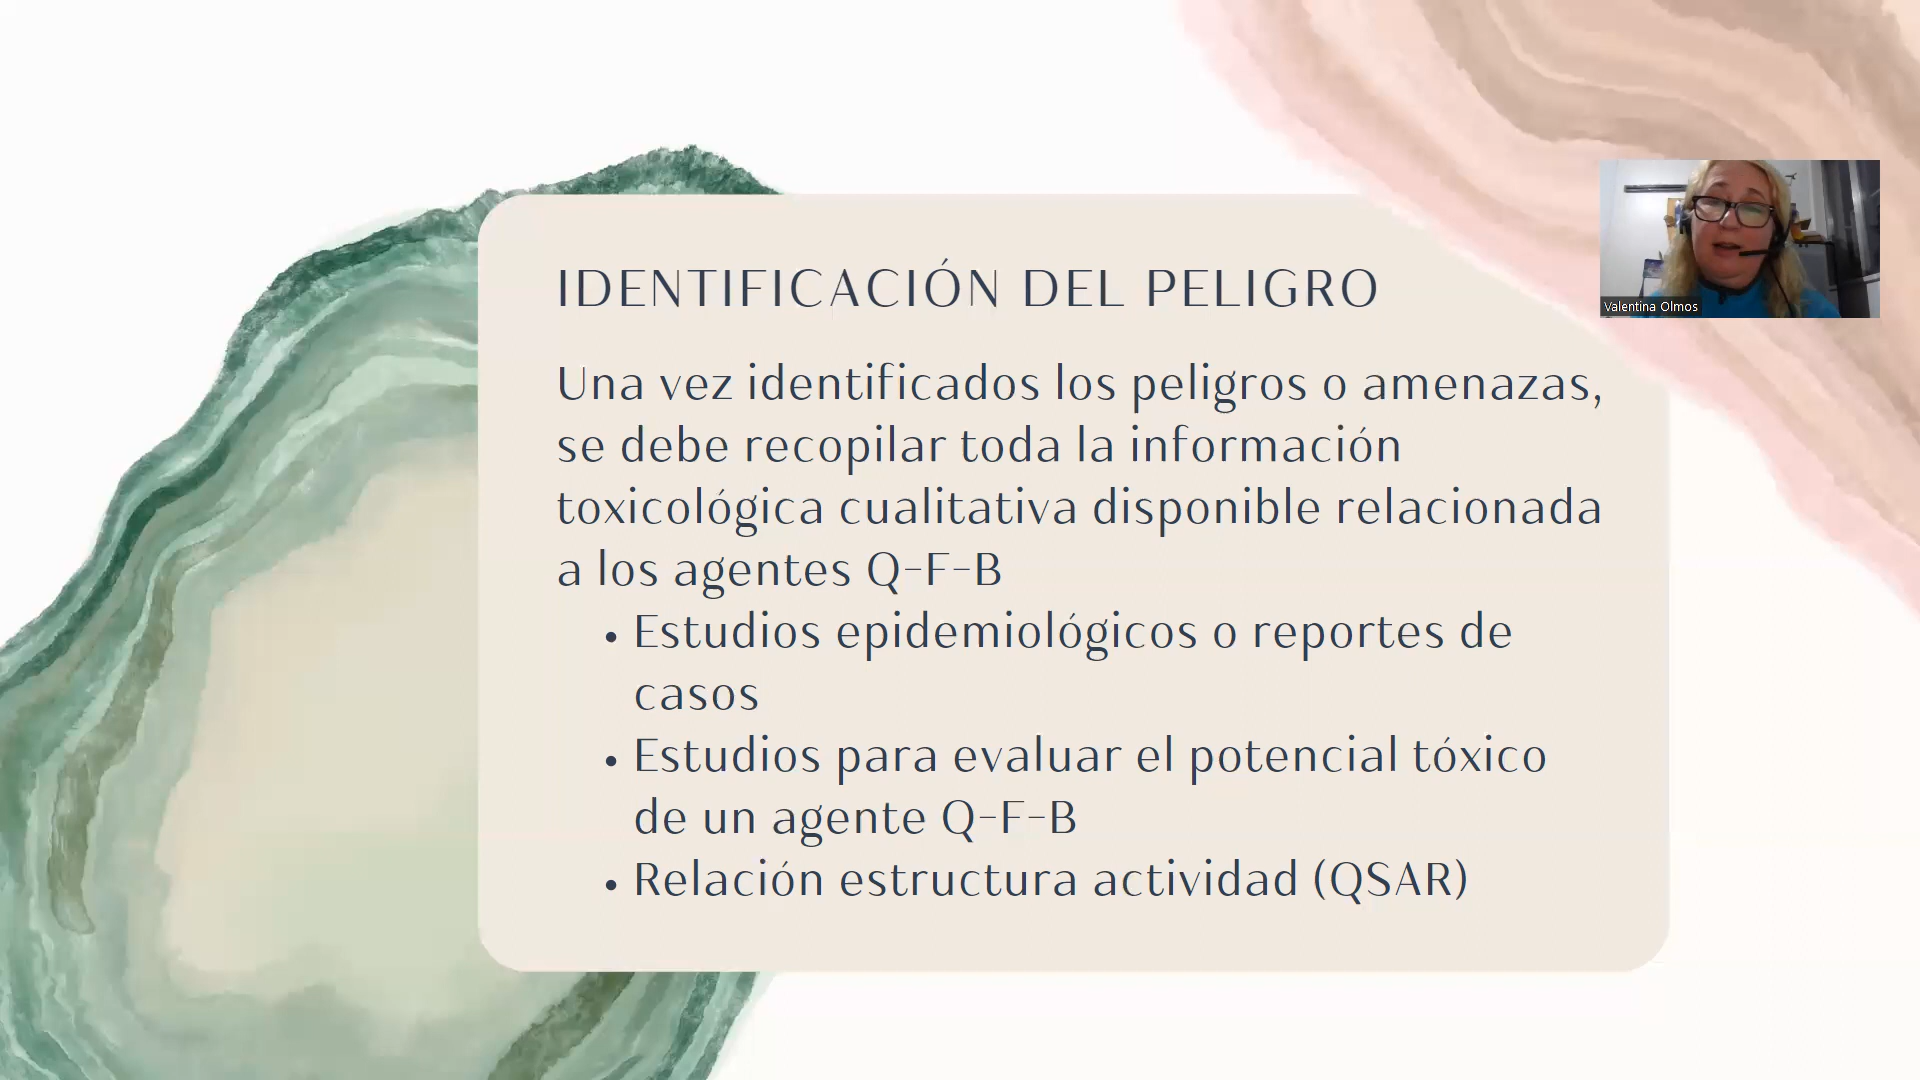 IDENTIFICACIÓN DEL PELIGRO
Una vez identificados los peligros o amenazas,
se debe recopilar toda la información
toxicológica cualitativa disponible relacionada
a los agentes Q-F-B
• Estudios epidemiológicos o reportes de
casos
• Estudios para evaluar el potencial tóxico
de un agente Q-F-B
• Relación estructura actividad (QSAR)
Valentina Olmos